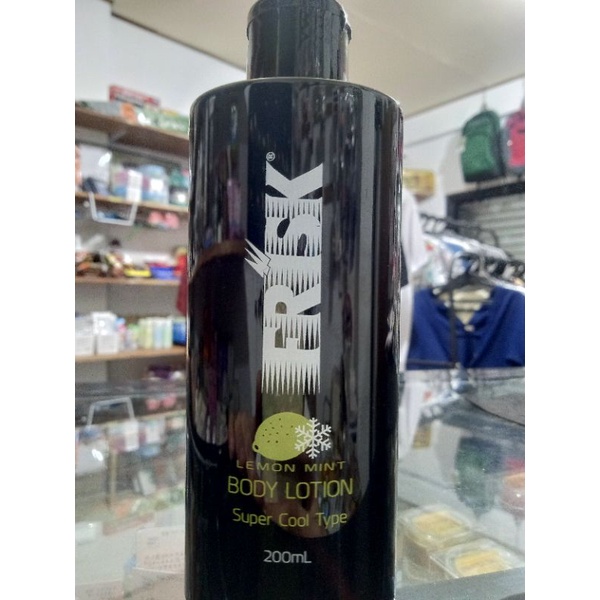 FRISK®
LEMON MINT
BODY LOTION
Super Cool Type
200mL